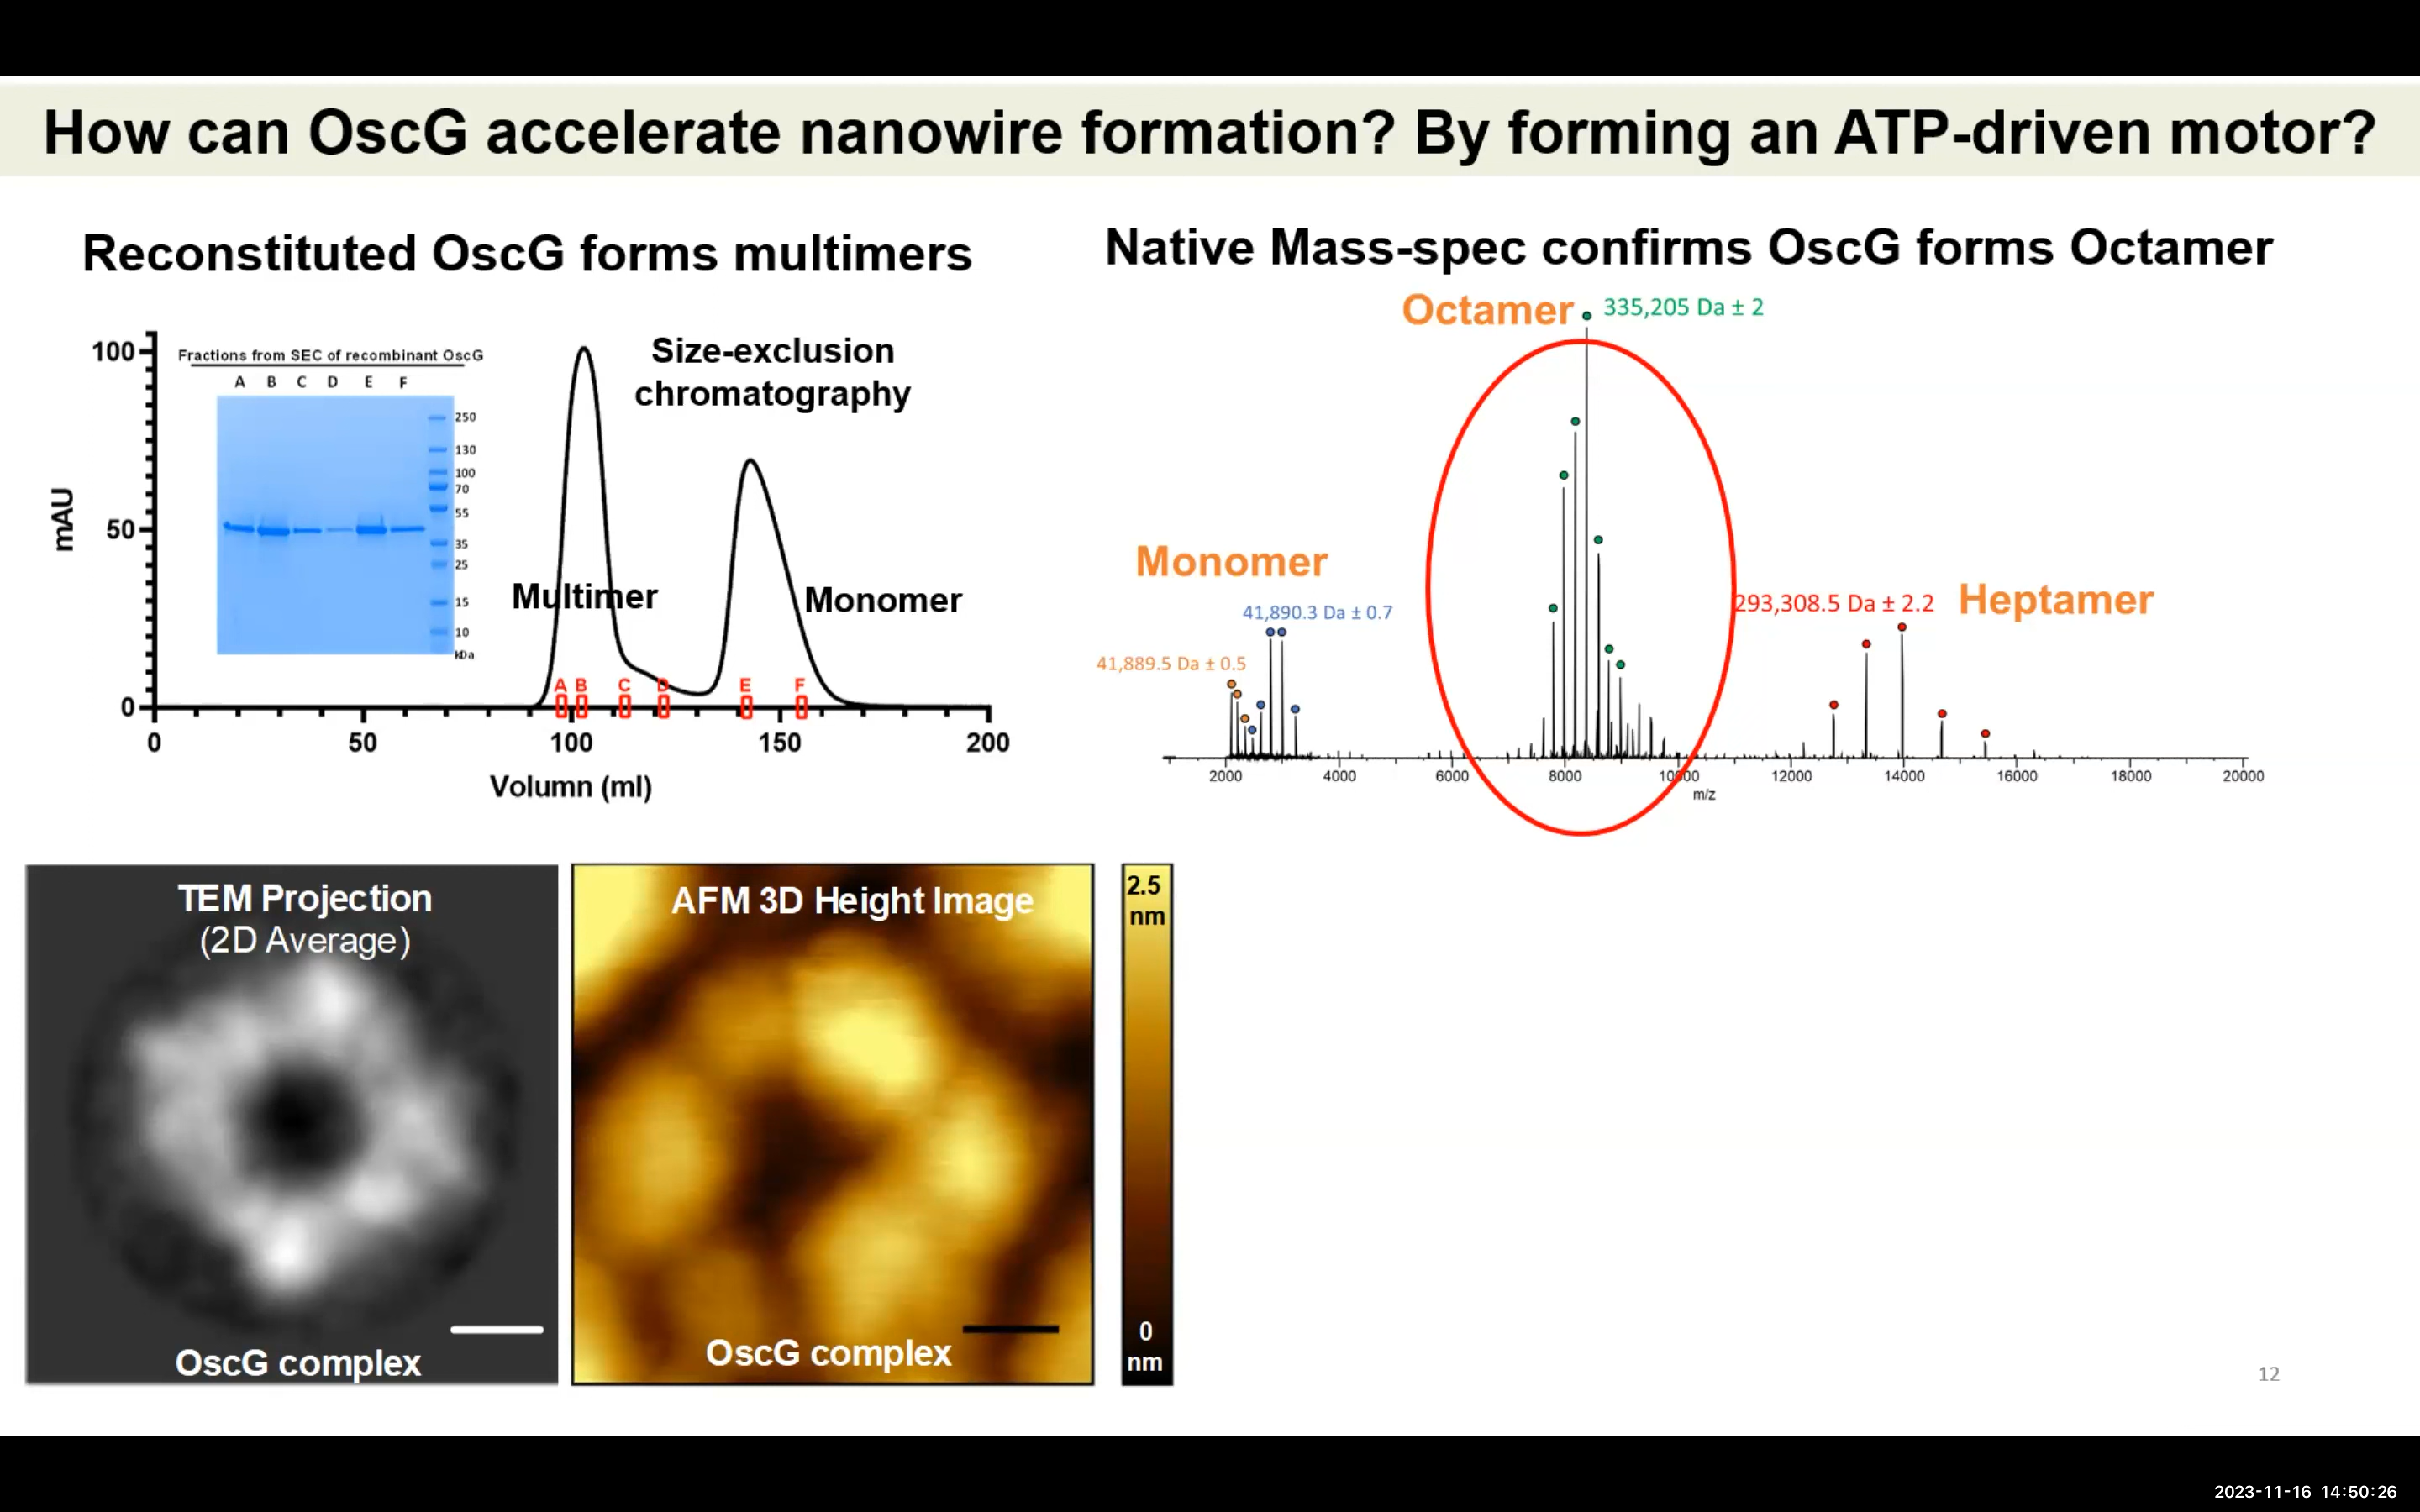 How can OscG accelerate nanowire formation? By forming an ATP-driven motor?
Reconstituted OscG forms multimers
Fractions from SEC of recombinant OscG
A B C D E F
250
130
100
70
55
35
25
15
10
kDa
Size-exclusion
chromatography
Multimer
Monomer
mAU
100
50
0
A B C D E F
0 50 100 150 200
Volumn (ml)
Native Mass-spec confirms OscG forms Octamer
Octamer
335,205 Da ± 2
Monomer
41,890.3 Da ± 0.7
41,889.5 Da ± 0.5
293,308.5 Da ± 2.2
Heptamer
2000 4000 6000 8000 10000 12000 14000 16000 18000 20000
m/z
TEM Projection
(2D Average)
OscG complex
AFM 3D Height Image
OscG complex
2.5
nm
0
nm
12
2023-11-16 14:50:26